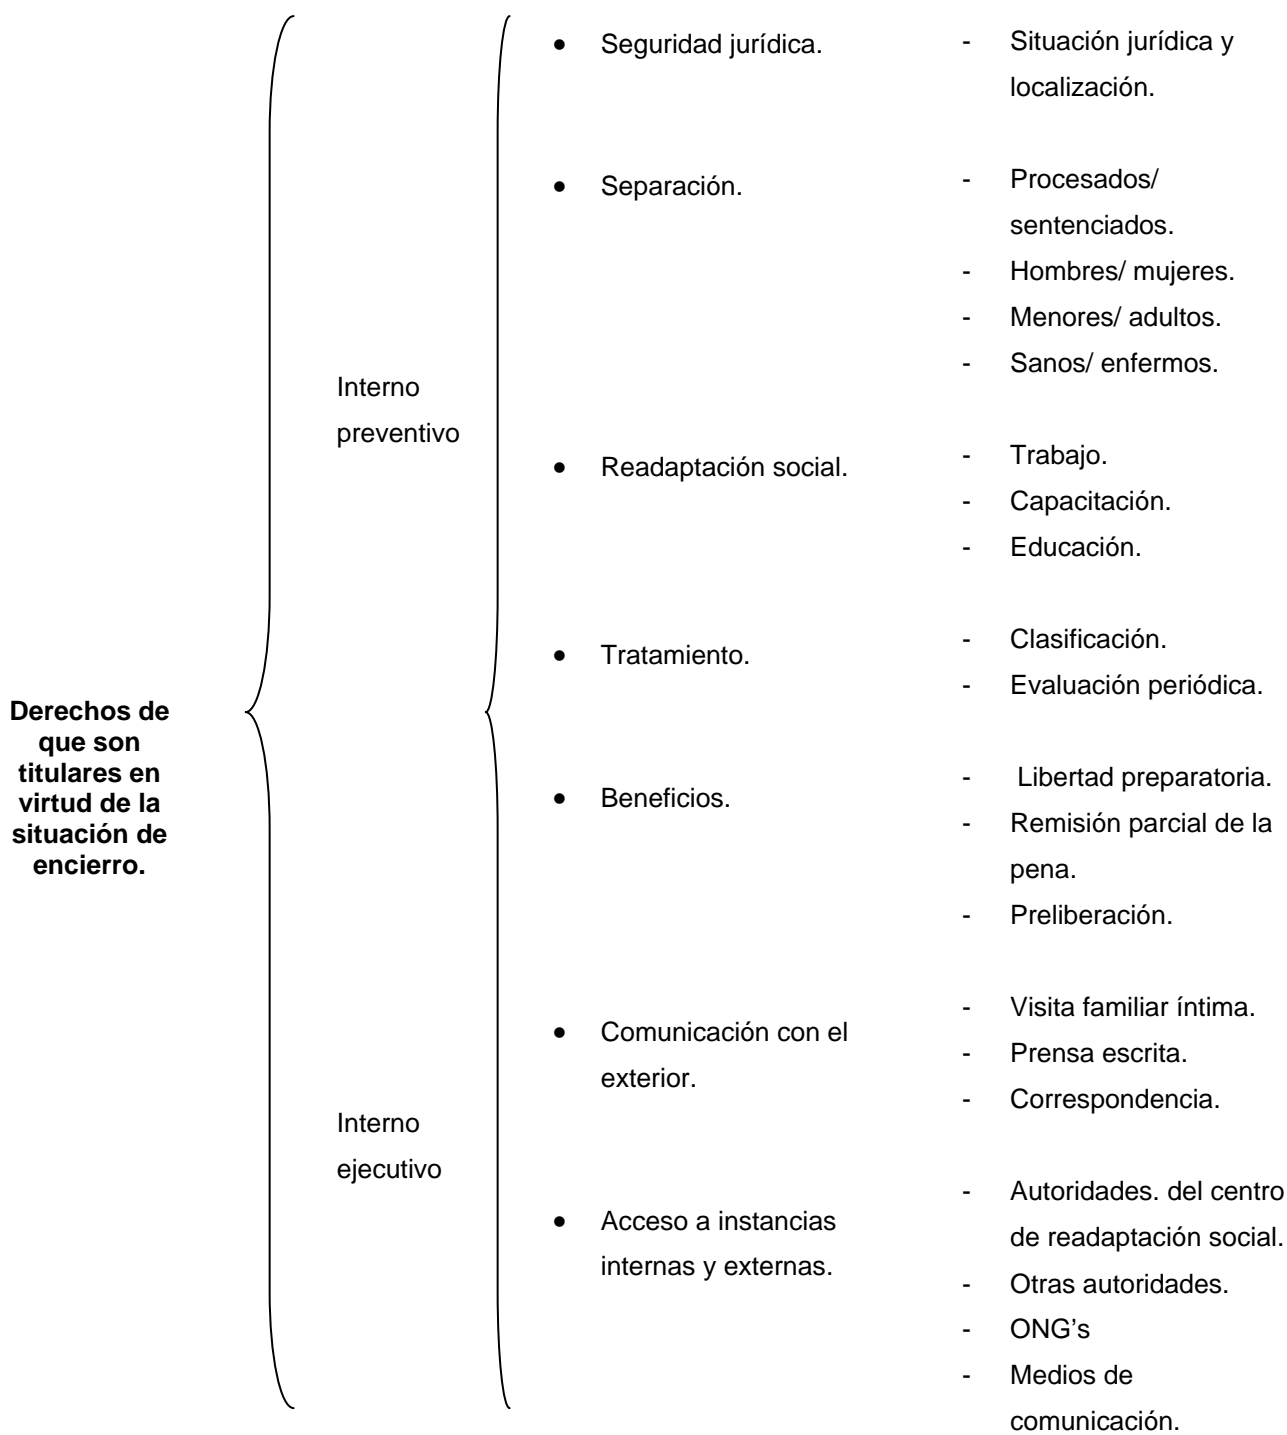 Derechos de
que son
titulares en
virtud de la
situación de
encierro.
Interno
preventivo
Interno
ejecutivo
• Seguridad jurídica.
- Situación jurídica y
localización.
• Separación.
- Procesados/
sentenciados.
- Hombres/ mujeres.
- Menores/ adultos.
- Sanos/ enfermos.
• Readaptación social.
- Trabajo.
- Capacitación.
- Educación.
• Tratamiento.
- Clasificación.
- Evaluación periódica.
• Beneficios.
- Libertad preparatoria.
- Remisión parcial de la
pena.
- Preliberación.
• Comunicación con el
exterior.
- Visita familiar íntima.
- Prensa escrita.
- Correspondencia.
• Acceso a instancias
internas y externas.
- Autoridades. del centro
de readaptación social.
- Otras autoridades.
- ONG’s
- Medios de
comunicación.